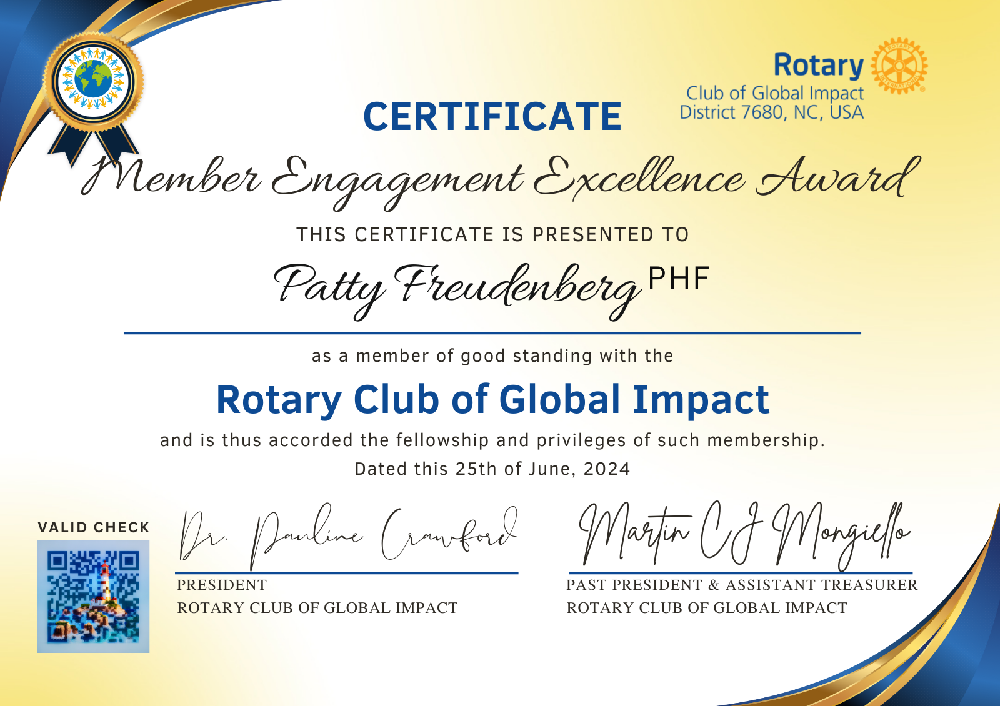 Rotary
Club of Global Impact
District 7680, NC, USA
ROTARY
INTERNATIONAL
®
CERTIFICATE
Member Engagement Excellence Award
THIS CERTIFICATE IS PRESENTED TO
Patty Freudenberg PHF
as a member of good standing with the
Rotary Club of Global Impact
and is thus accorded the fellowship and privileges of such membership.
Dated this 25th of June, 2024
VALID CHECK
Dr. Pauline Crawford
PRESIDENT
ROTARY CLUB OF GLOBAL IMPACT
Martin CJ Mongiello
PAST PRESIDENT & ASSISTANT TREASURER
ROTARY CLUB OF GLOBAL IMPACT